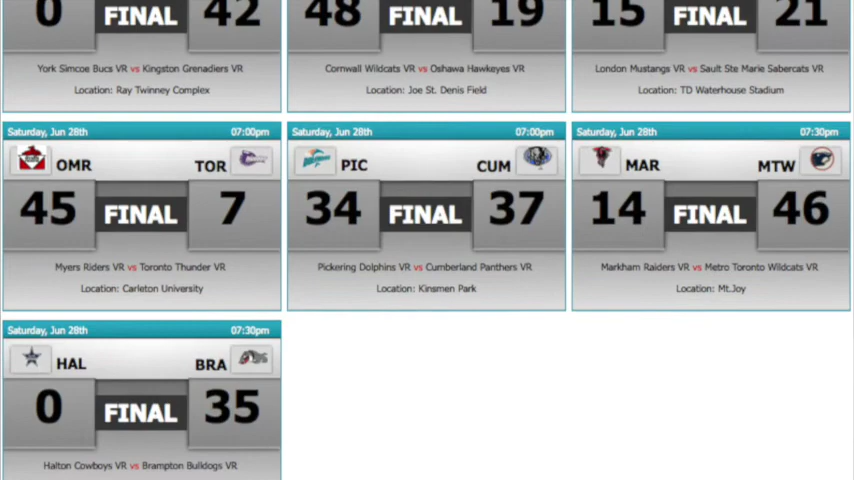 0 FINAL 42
York Simcoe Bucs VR vs Kingston Grenadiers VR
Location: Ray Twinney Complex
48 FINAL 19
Cornwall Wildcats VR vs Oshawa Hawkeyes VR
Location: Joe St. Denis Field
15 FINAL 21
London Mustangs VR vs Sault Ste Marie Sabercats VR
Location: TD Waterhouse Stadium
Saturday, Jun 28th 07:00pm
OMR TOR
45 FINAL 7
Myers Riders VR vs Toronto Thunder VR
Location: Carleton University
Saturday, Jun 28th 07:00pm
PIC CUM
34 FINAL 37
Pickering Dolphins VR vs Cumberland Panthers VR
Location: Kinsmen Park
Saturday, Jun 28th 07:30pm
MAR MTW
14 FINAL 46
Markham Raiders VR vs Metro Toronto Wildcats VR
Location: Mt.Joy
Saturday, Jun 28th 07:30pm
HAL BRA
0 FINAL 35
Halton Cowboys VR vs Brampton Bulldogs VR